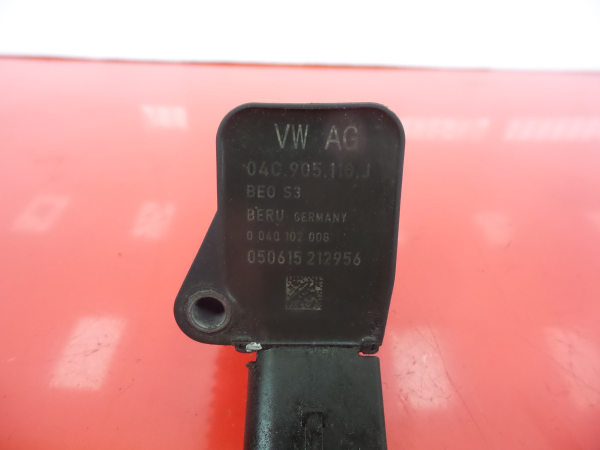 VW AG
04C.905.110.J
BEO S3
BERU GERMANY
0 040 102 008
050615 212956